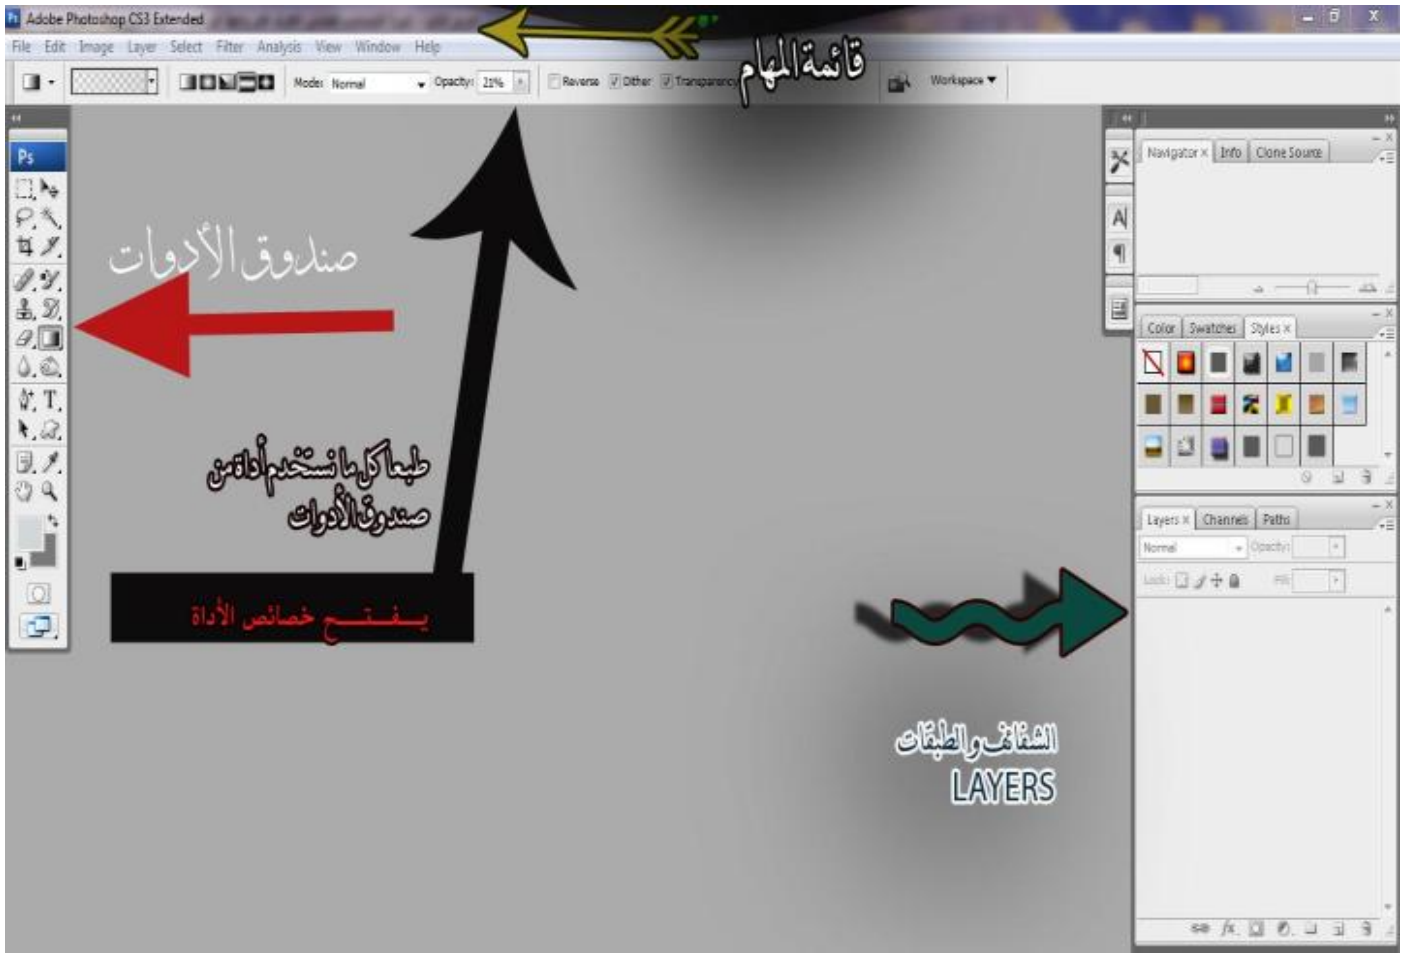 Adobe Photoshop CS3 Extended
File Edit Image Layer Select Filter Analysis View Window Help
قائمة المهام
Mode: Normal Opacity: 21% Reverse Dither Transparency Workspace
Ps
Navigator Info Clone Source
صندوق الأدوات
Color Swatches Styles
طبعا كل ما نستخدم أداة من
صندوق الأدوات
يــفــتــــح خصائص الأداة
Layers Channels Paths
Normal Opacity:
Lock: Fill:
الشفائف والطبقات
LAYERS